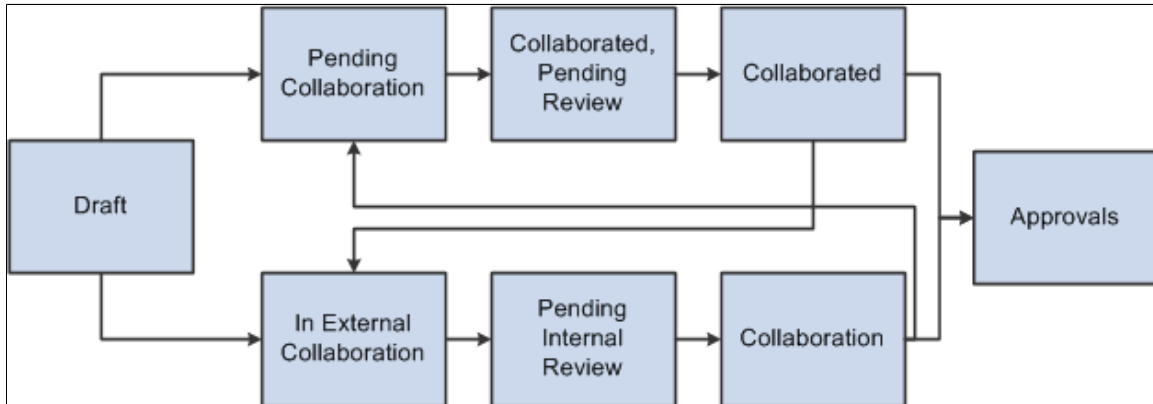 Pending
Collaboration
Collaborated,
Pending
Review
Collaborated
Draft
Approvals
In External
Collaboration
Pending
Internal
Review
Collaboration